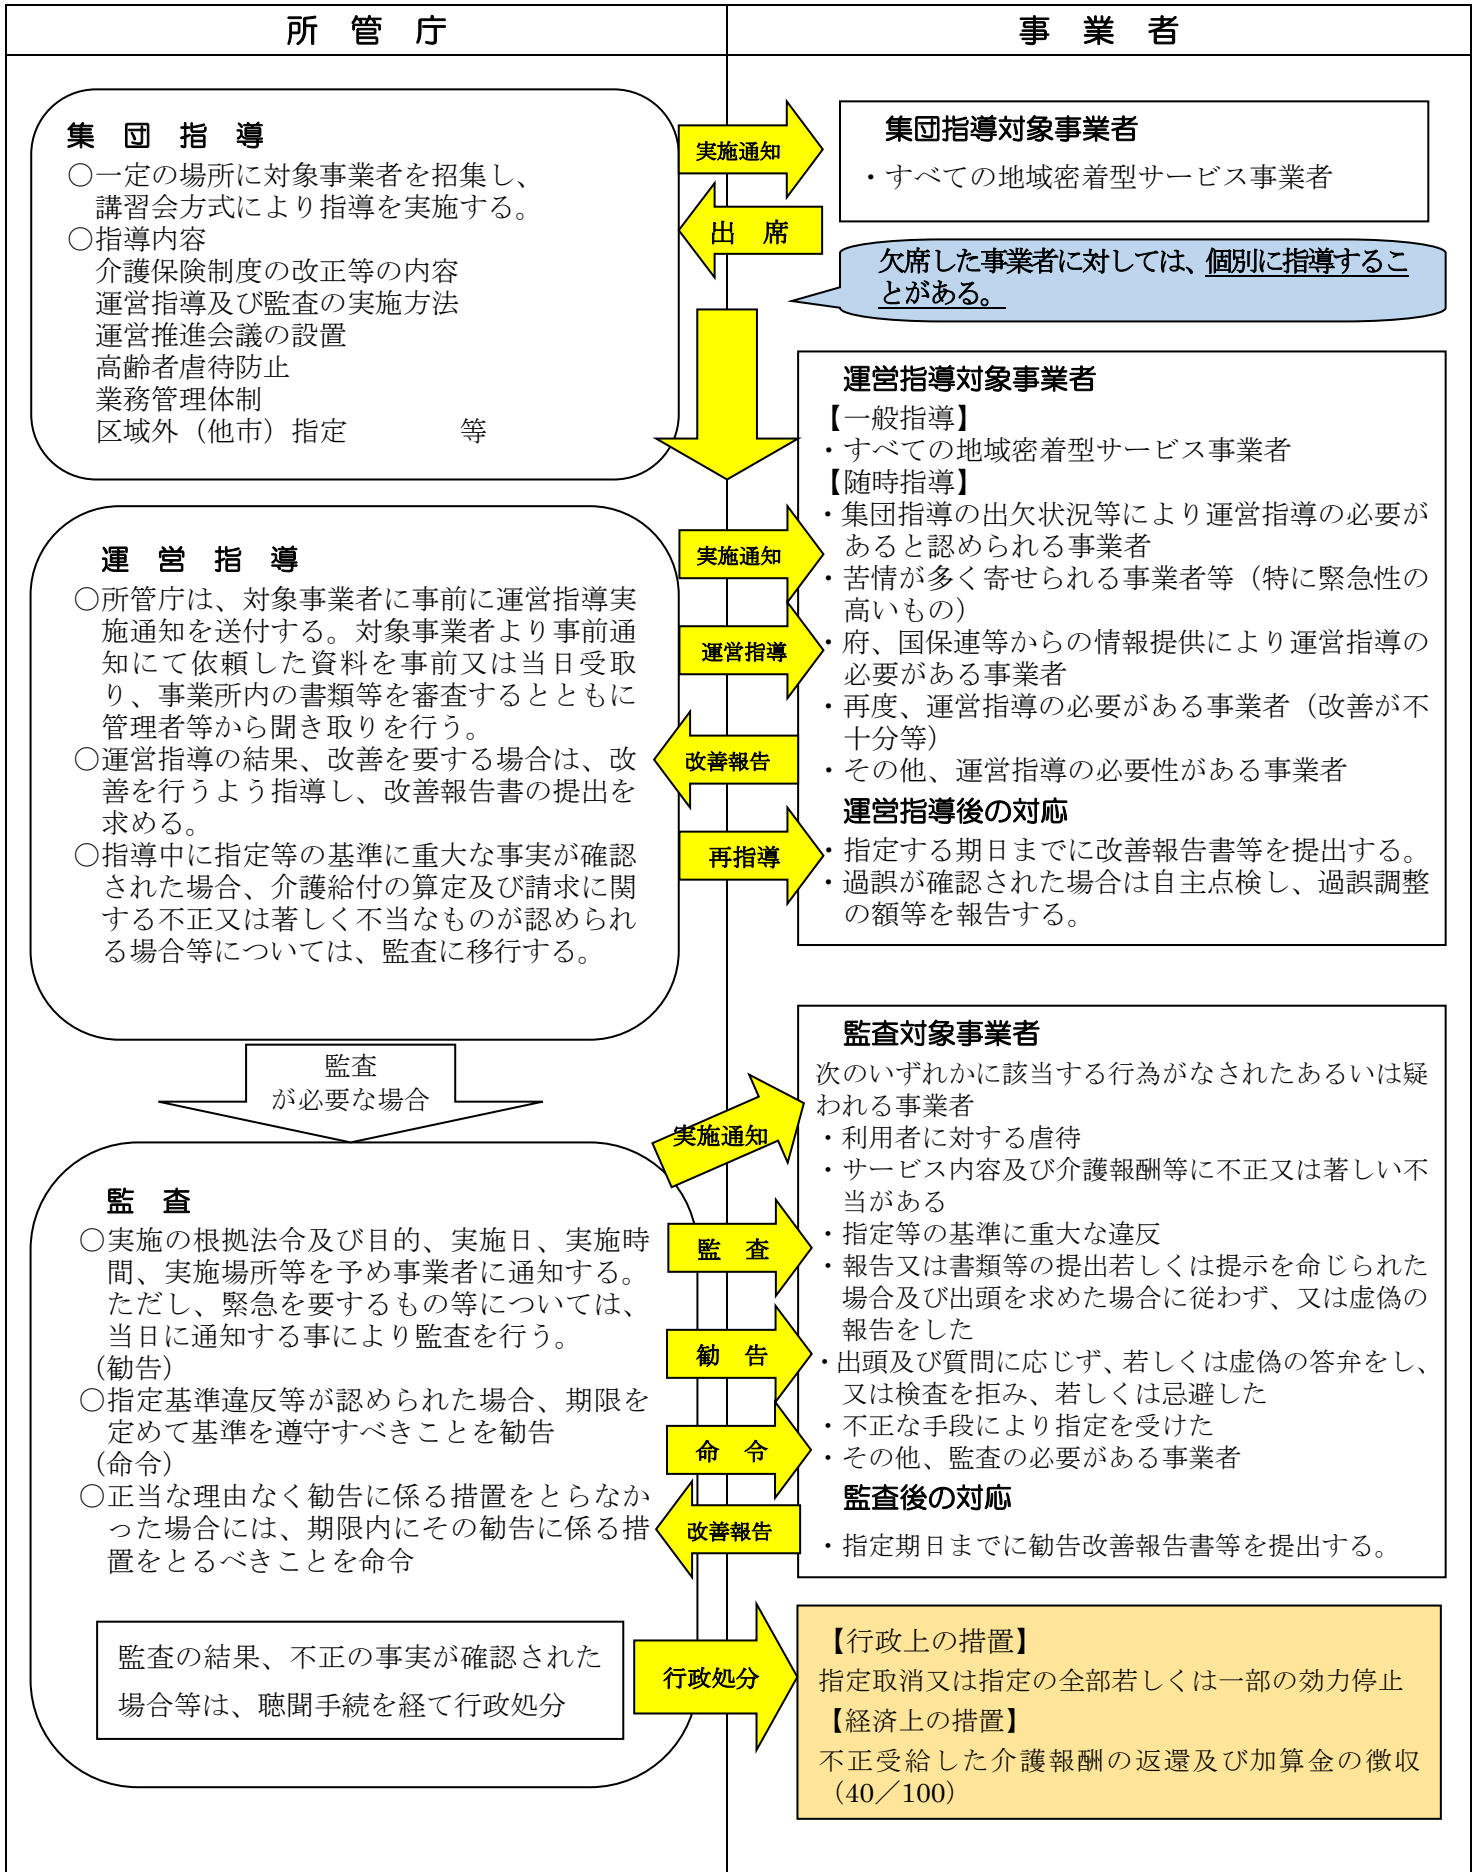 所 管 庁
事 業 者
集 団 指 導
○一定の場所に対象事業者を招集し、
講習会方式により指導を実施する。
○指導内容
介護保険制度の改正等の内容
運営指導及び監査の実施方法
運営推進会議の設置
高齢者虐待防止
業務管理体制
区域外（他市）指定 等
実施通知
出 席
集団指導対象事業者
・すべての地域密着型サービス事業者
欠席した事業者に対しては、個別に指導するこ
とがある。
運 営 指 導
○所管庁は、対象事業者に事前に運営指導実
施通知を送付する。対象事業者より事前通
知にて依頼した資料を事前又は当日受取
り、事業所内の書類等を審査するとともに
管理者等から聞き取りを行う。
○運営指導の結果、改善を要する場合は、改
善を行うよう指導し、改善報告書の提出を
求める。
○指導中に指定等の基準に重大な事実が確認
された場合、介護給付の算定及び請求に関
する不正又は著しく不当なものが認められ
る場合等については、監査に移行する。
実施通知
運営指導
改善報告
再指導
運営指導対象事業者
【一般指導】
・すべての地域密着型サービス事業者
【随時指導】
・集団指導の出欠状況等により運営指導の必要が
あると認められる事業者
・苦情が多く寄せられる事業者等（特に緊急性の
高いもの）
・府、国保連等からの情報提供により運営指導の
必要がある事業者
・再度、運営指導の必要がある事業者（改善が不
十分等）
・その他、運営指導の必要性がある事業者
運営指導後の対応
・指定する期日までに改善報告書等を提出する。
・過誤が確認された場合は自主点検し、過誤調整
の額等を報告する。
監査
が必要な場合
監 査
○実施の根拠法令及び目的、実施日、実施時
間、実施場所等を予め事業者に通知する。
ただし、緊急を要するもの等については、
当日に通知する事により監査を行う。
（勧告）
○指定基準違反等が認められた場合、期限を
定めて基準を遵守すべきことを勧告
（命令）
○正当な理由なく勧告に係る措置をとらなか
った場合には、期限内にその勧告に係る措
置をとるべきことを命令
監査の結果、不正の事実が確認された
場合等は、聴聞手続を経て行政処分
実施通知
監 査
勧 告
命 令
改善報告
行政処分
監査対象事業者
次のいずれかに該当する行為がなされたあるいは疑
われる事業者
・利用者に対する虐待
・サービス内容及び介護報酬等に不正又は著しい不
当がある
・指定等の基準に重大な違反
・報告又は書類等の提出若しくは提示を命じられた
場合及び出頭を求めた場合に従わず、又は虚偽の
報告をした
・出頭及び質問に応じず、若しくは虚偽の答弁をし、
又は検査を拒み、若しくは忌避した
・不正な手段により指定を受けた
・その他、監査の必要がある事業者
監査後の対応
・指定期日までに勧告改善報告書等を提出する。
【行政上の措置】
指定取消又は指定の全部若しくは一部の効力停止
【経済上の措置】
不正受給した介護報酬の返還及び加算金の徴収
（40／100）